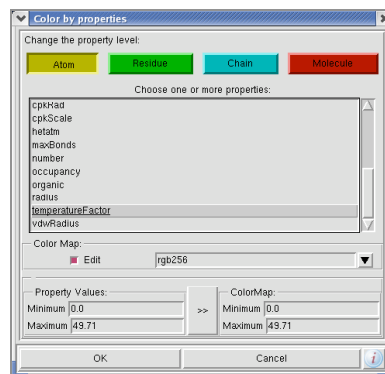 Color by properties
Change the property level:
Atom Residue Chain Molecule
Choose one or more properties:
cpkRad
cpkScale
hetatm
maxBonds
number
occupancy
organic
radius
temperatureFactor
vdwRadius
Color Map:
Edit rgb256
Property Values: ColorMap:
Minimum 0.0 >> Minimum 0.0
Maximum 49.71 Maximum 49.71
OK Cancel i